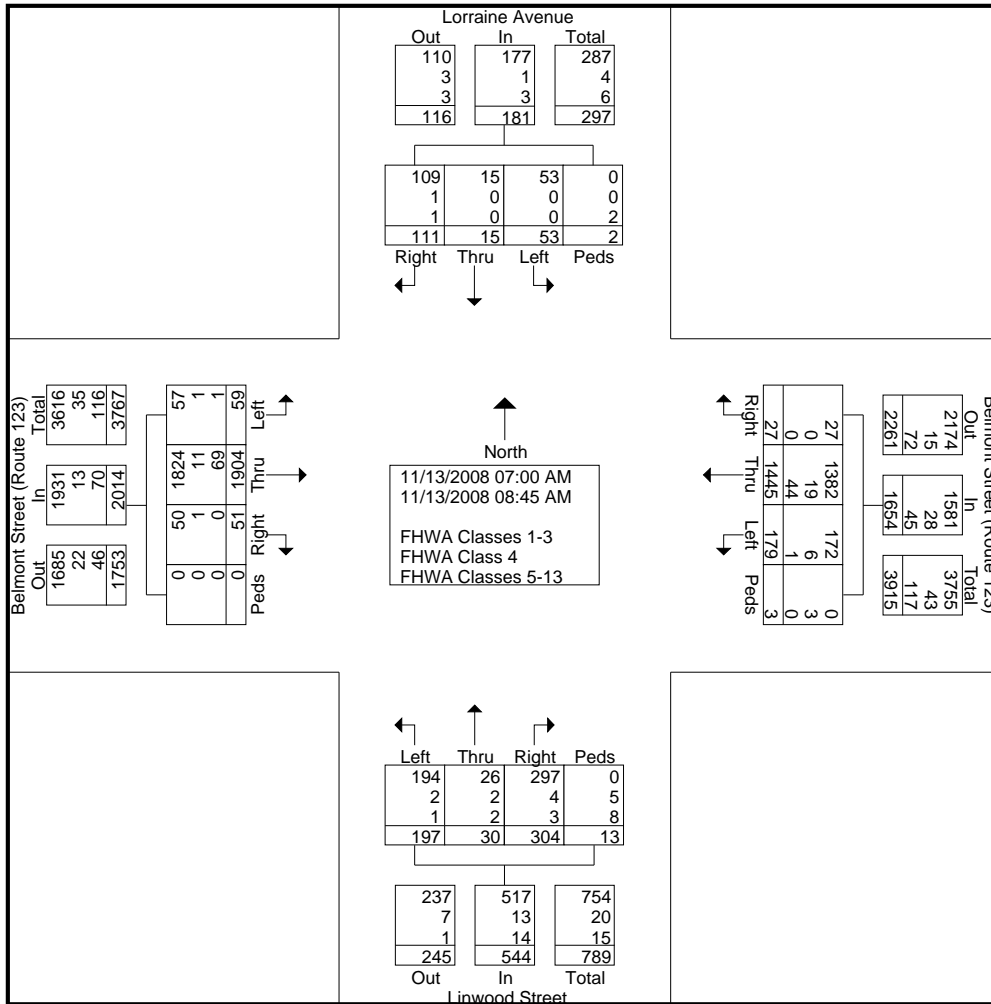 Lorraine Avenue
Out In Total
110 177 287
3 1 4
3 3 6
116 181 297
109 15 53 0
1 0 0 0
1 0 0 2
111 15 53 2
Right Thru Left Peds
Belmont Street (Route 123)
Total In Out
3616 1931 1685
35 13 22
116 70 46
3767 2014 1753
57 1824 50 0
1 11 1 0
1 69 0 0
59 1904 51 0
Left Thru Right Peds
North
11/13/2008 07:00 AM
11/13/2008 08:45 AM
FHWA Classes 1-3
FHWA Class 4
FHWA Classes 5-13
Right Thru Left Peds
27 1382 172 0
0 19 6 3
0 44 1 0
27 1445 179 3
Belmont Street (Route 123)
Out In Total
2174 1581 3755
15 28 43
72 45 117
2261 1654 3915
Left Thru Right Peds
194 26 297 0
2 2 4 5
1 2 3 8
197 30 304 13
237 517 754
7 13 20
1 14 15
245 544 789
Out In Total
Linwood Street